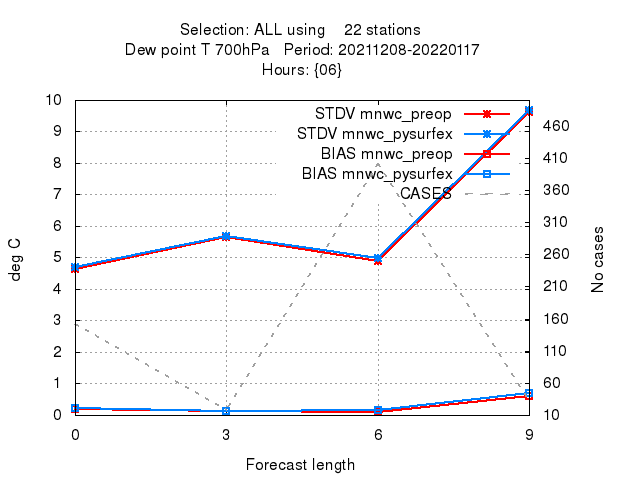 Selection: ALL using 22 stations
Dew point T 700hPa Period: 20211208-20220117
Hours: {06}
STDV mnwc_preop
STDV mnwc_pysurfex
BIAS mnwc_preop
BIAS mnwc_pysurfex
CASES
10
9
8
7
6
5
4
3
2
1
0
deg C
460
410
360
310
260
210
160
110
60
10
No cases
0 3 6 9
Forecast length